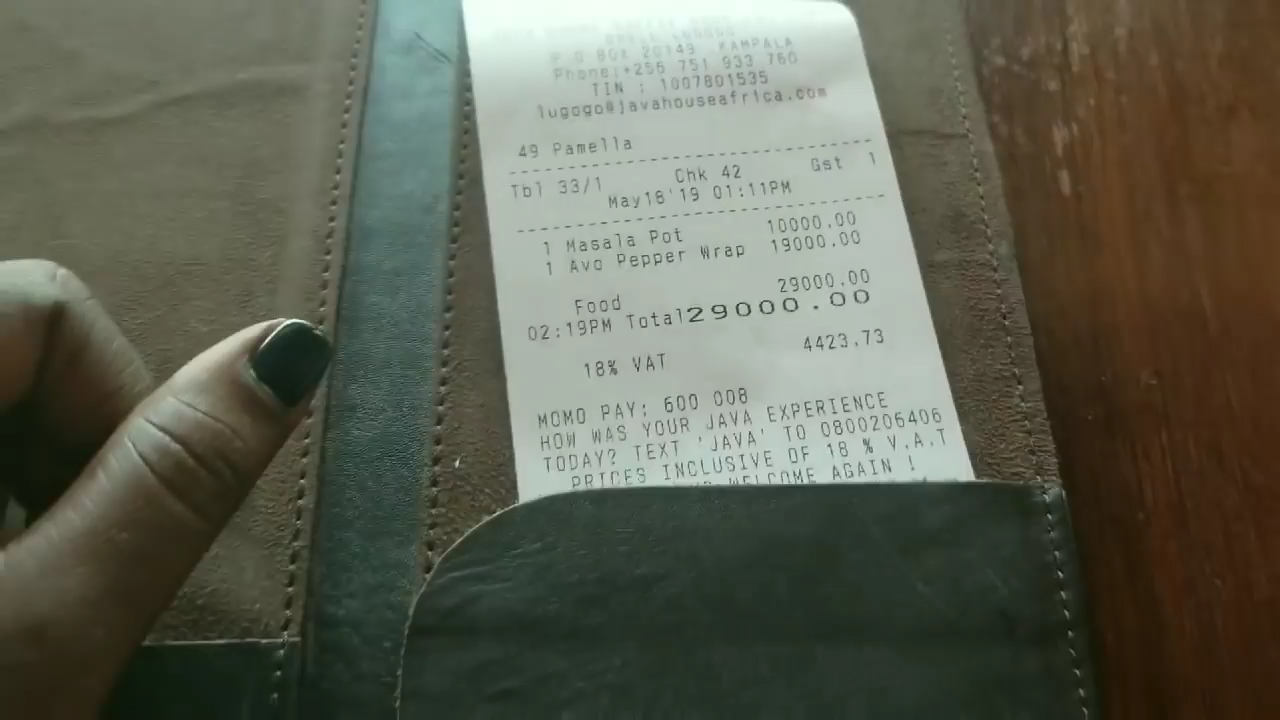 P O BOX 20149 KAMPALA
Phone:+256 751 933 760
TIN : 1007801535
lugogo@javahouseafrica.com
49 Pamella
Tbl 33/1 Chk 42 Gst 1
May18'19 01:11PM
1 Masala Pot 10000.00
1 Avo Pepper Wrap 19000.00
Food 29000.00
02:19PM Total 29000.00
18% VAT 4423.73
MOMO PAY: 600 008
HOW WAS YOUR JAVA EXPERIENCE
TODAY? TEXT 'JAVA' TO 0800206406
PRICES INCLUSIVE OF 18 % V.A.T
WELCOME AGAIN !